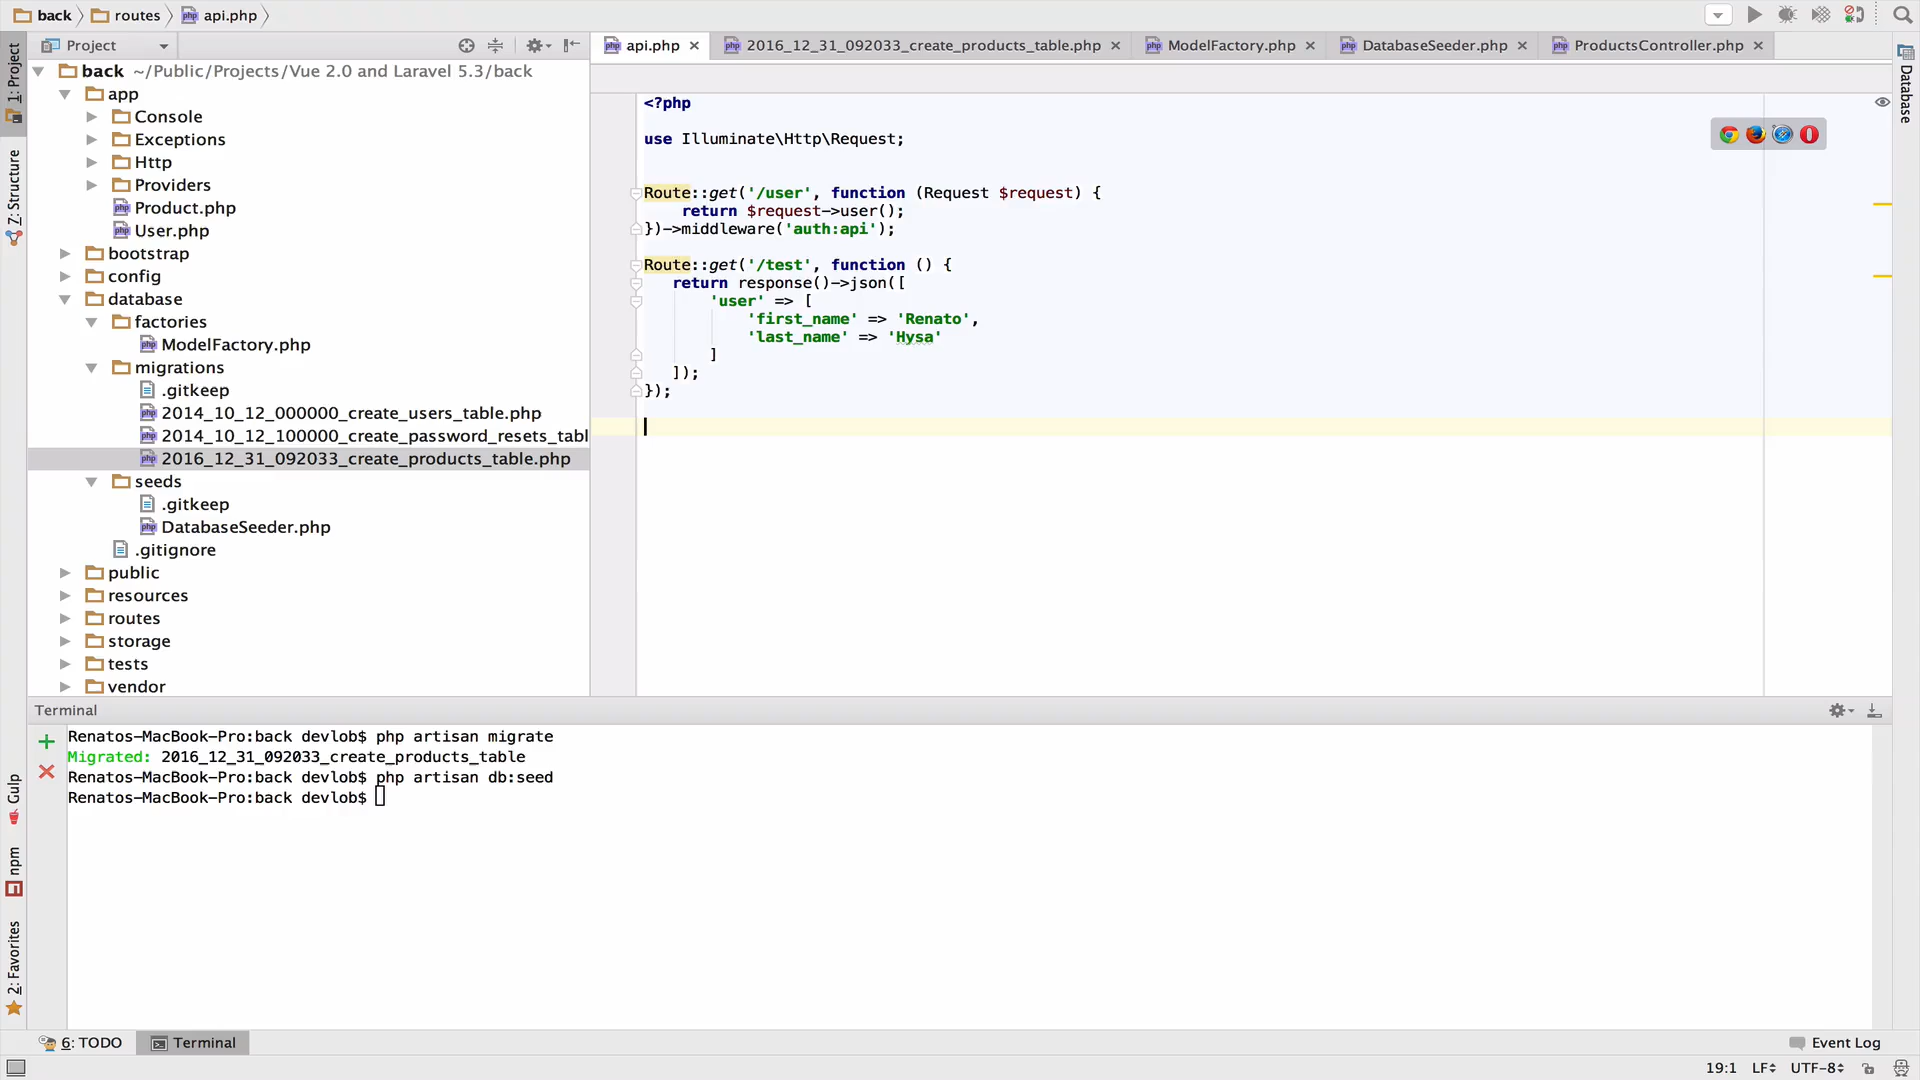 back
routes
api.php
Project
api.php
2016_12_31_092033_create_products_table.php
ModelFactory.php
DatabaseSeeder.php
ProductsController.php
1: Project
Z: Structure
Gulp
npm
2: Favorites
Database
back ~/Public/Projects/Vue 2.0 and Laravel 5.3/back
app
Console
Exceptions
Http
Providers
Product.php
User.php
bootstrap
config
database
factories
ModelFactory.php
migrations
.gitkeep
2014_10_12_000000_create_users_table.php
2014_10_12_100000_create_password_resets_tabl
2016_12_31_092033_create_products_table.php
seeds
.gitkeep
DatabaseSeeder.php
.gitignore
public
resources
routes
storage
tests
vendor
<?php
use Illuminate\Http\Request;
Route::get('/user', function (Request $request) {
    return $request->user();
})->middleware('auth:api');
Route::get('/test', function () {
   return response()->json([
       'user' => [
           'first_name' => 'Renato',
           'last_name' => 'Hysa'
       ]
   ]);
});
Terminal
Renatos-MacBook-Pro:back devlob$ php artisan migrate
Migrated: 2016_12_31_092033_create_products_table
Renatos-MacBook-Pro:back devlob$ php artisan db:seed
Renatos-MacBook-Pro:back devlob$
6: TODO
Terminal
Event Log
19:1
LF
UTF-8